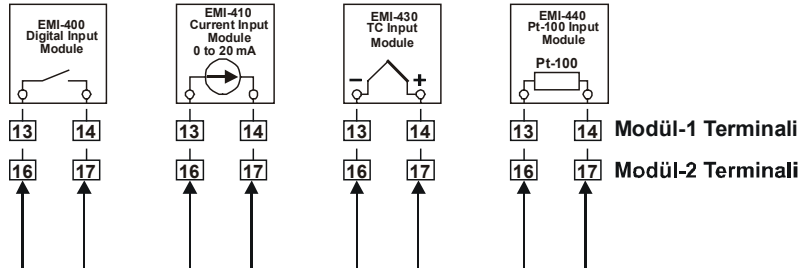 EMI-400
Digital Input
Module
EMI-410
Current Input
Module
0 to 20 mA
EMI-430
TC Input
Module
– +
EMI-440
Pt-100 Input
Module
Pt-100
13 14 13 14 13 14 13 14 Modül-1 Terminali
16 17 16 17 16 17 16 17 Modül-2 Terminali